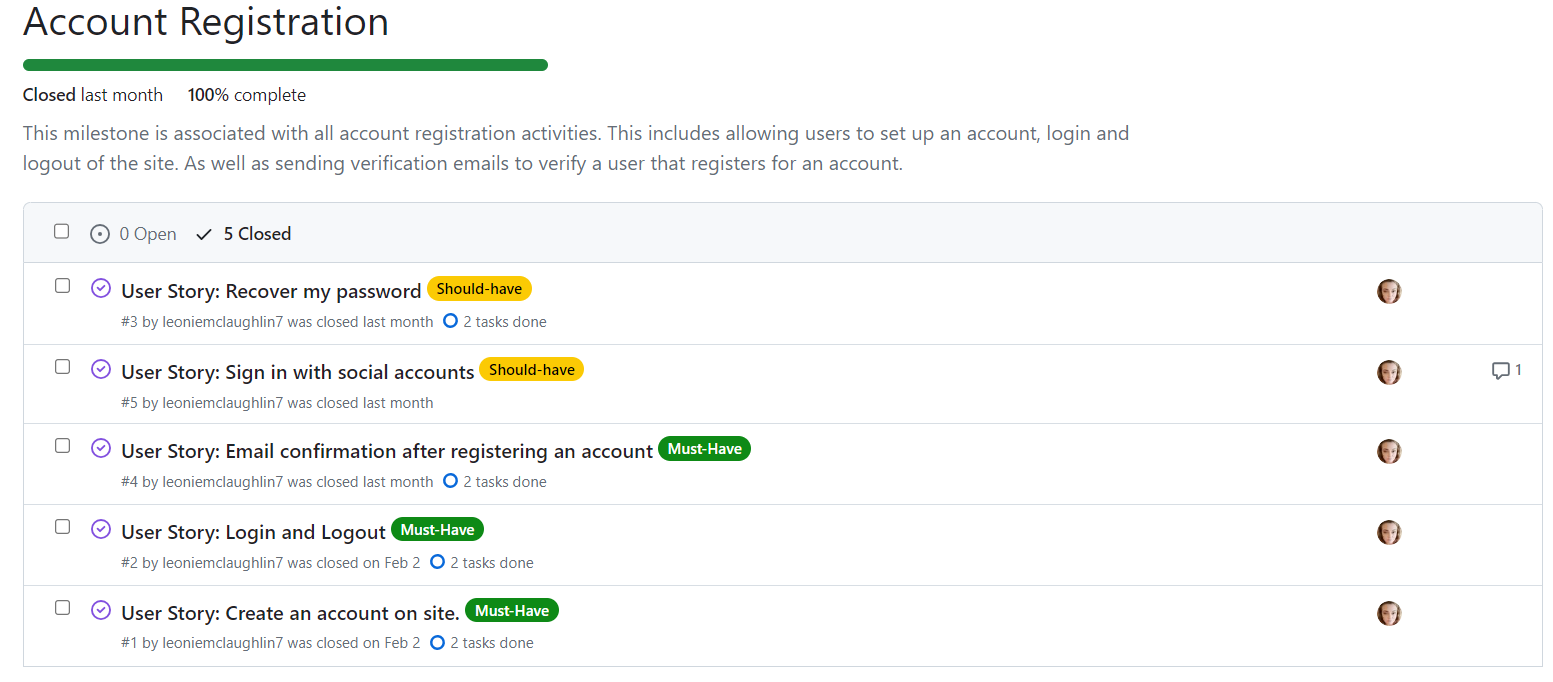 Account Registration
Closed last month 100% complete
This milestone is associated with all account registration activities. This includes allowing users to set up an account, login and
logout of the site. As well as sending verification emails to verify a user that registers for an account.
0 Open 5 Closed
User Story: Recover my password Should-have
#3 by leoniemclaughlin7 was closed last month 2 tasks done
User Story: Sign in with social accounts Should-have 1
#5 by leoniemclaughlin7 was closed last month
User Story: Email confirmation after registering an account Must-Have
#4 by leoniemclaughlin7 was closed last month 2 tasks done
User Story: Login and Logout Must-Have
#2 by leoniemclaughlin7 was closed on Feb 2 2 tasks done
User Story: Create an account on site. Must-Have
#1 by leoniemclaughlin7 was closed on Feb 2 2 tasks done